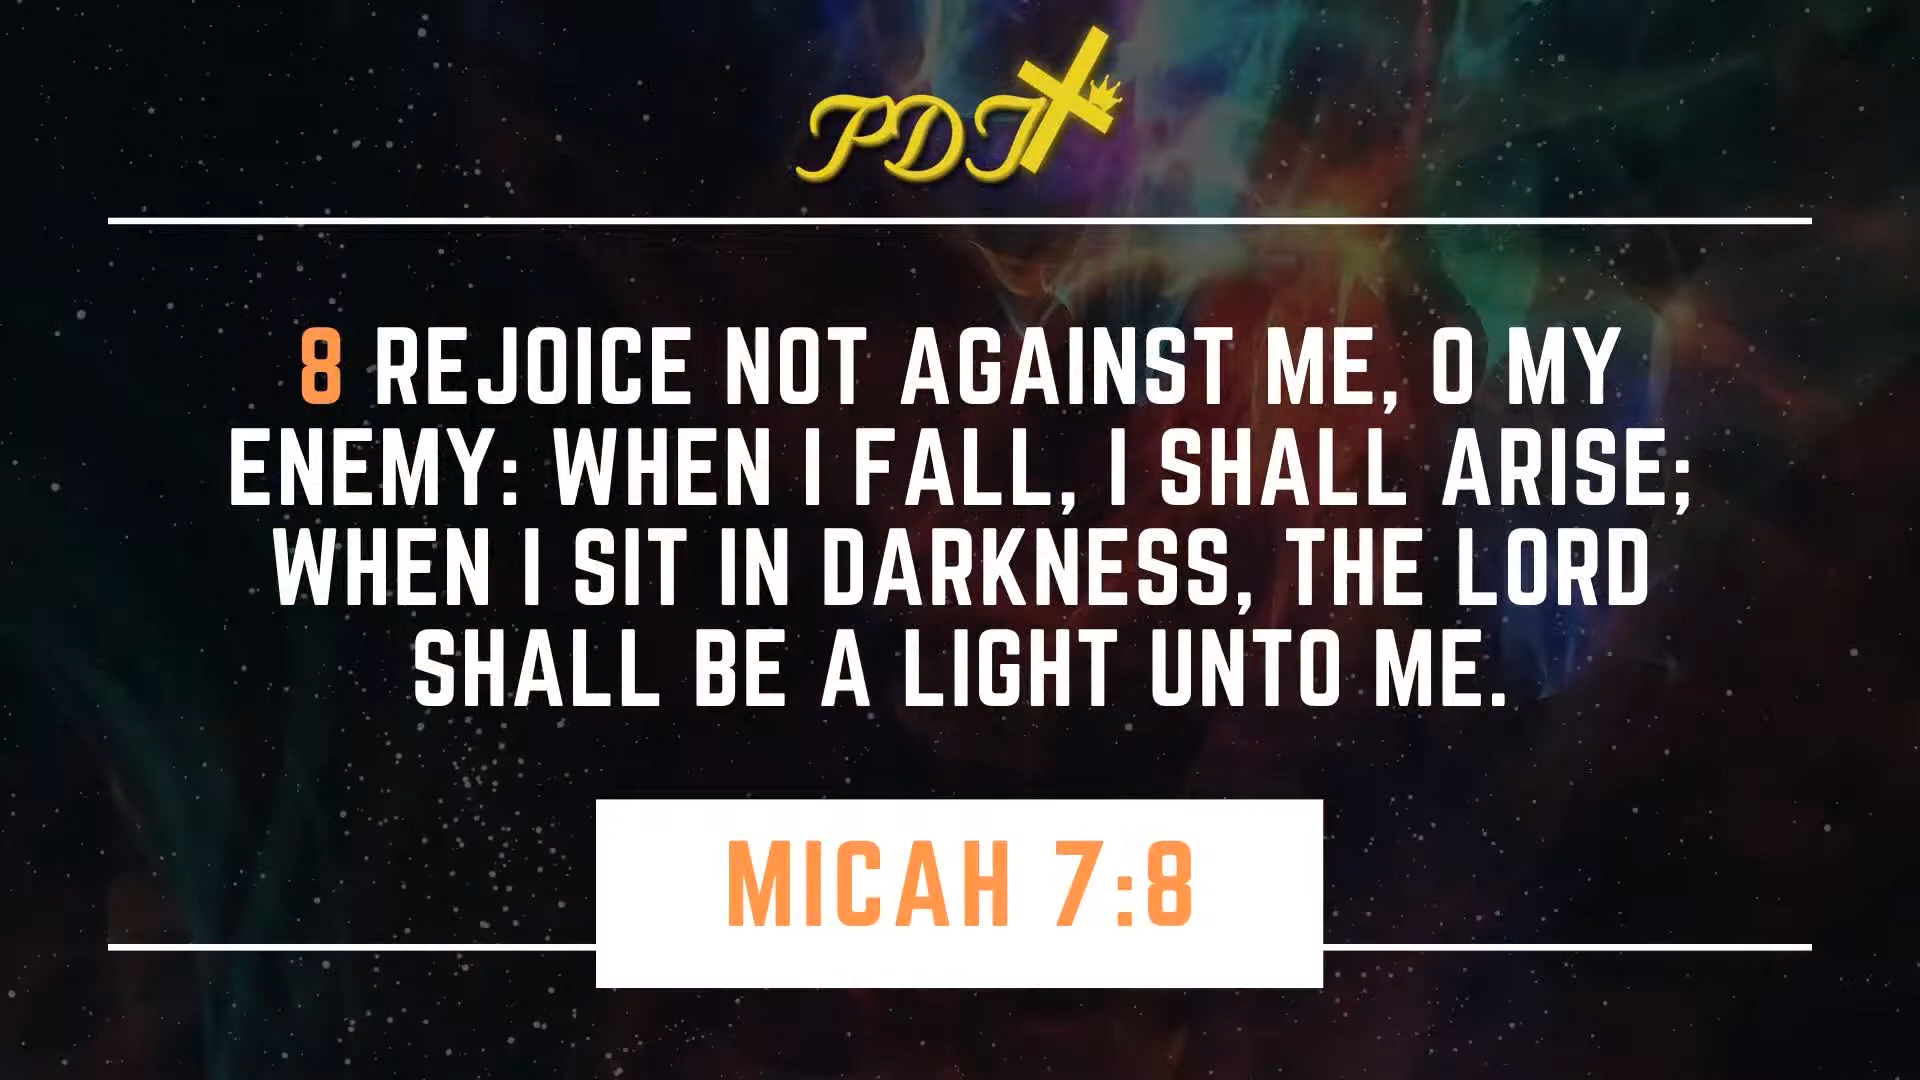 PDJ
8 REJOICE NOT AGAINST ME, O MY
ENEMY: WHEN I FALL, I SHALL ARISE;
WHEN I SIT IN DARKNESS, THE LORD
SHALL BE A LIGHT UNTO ME.
MICAH 7:8